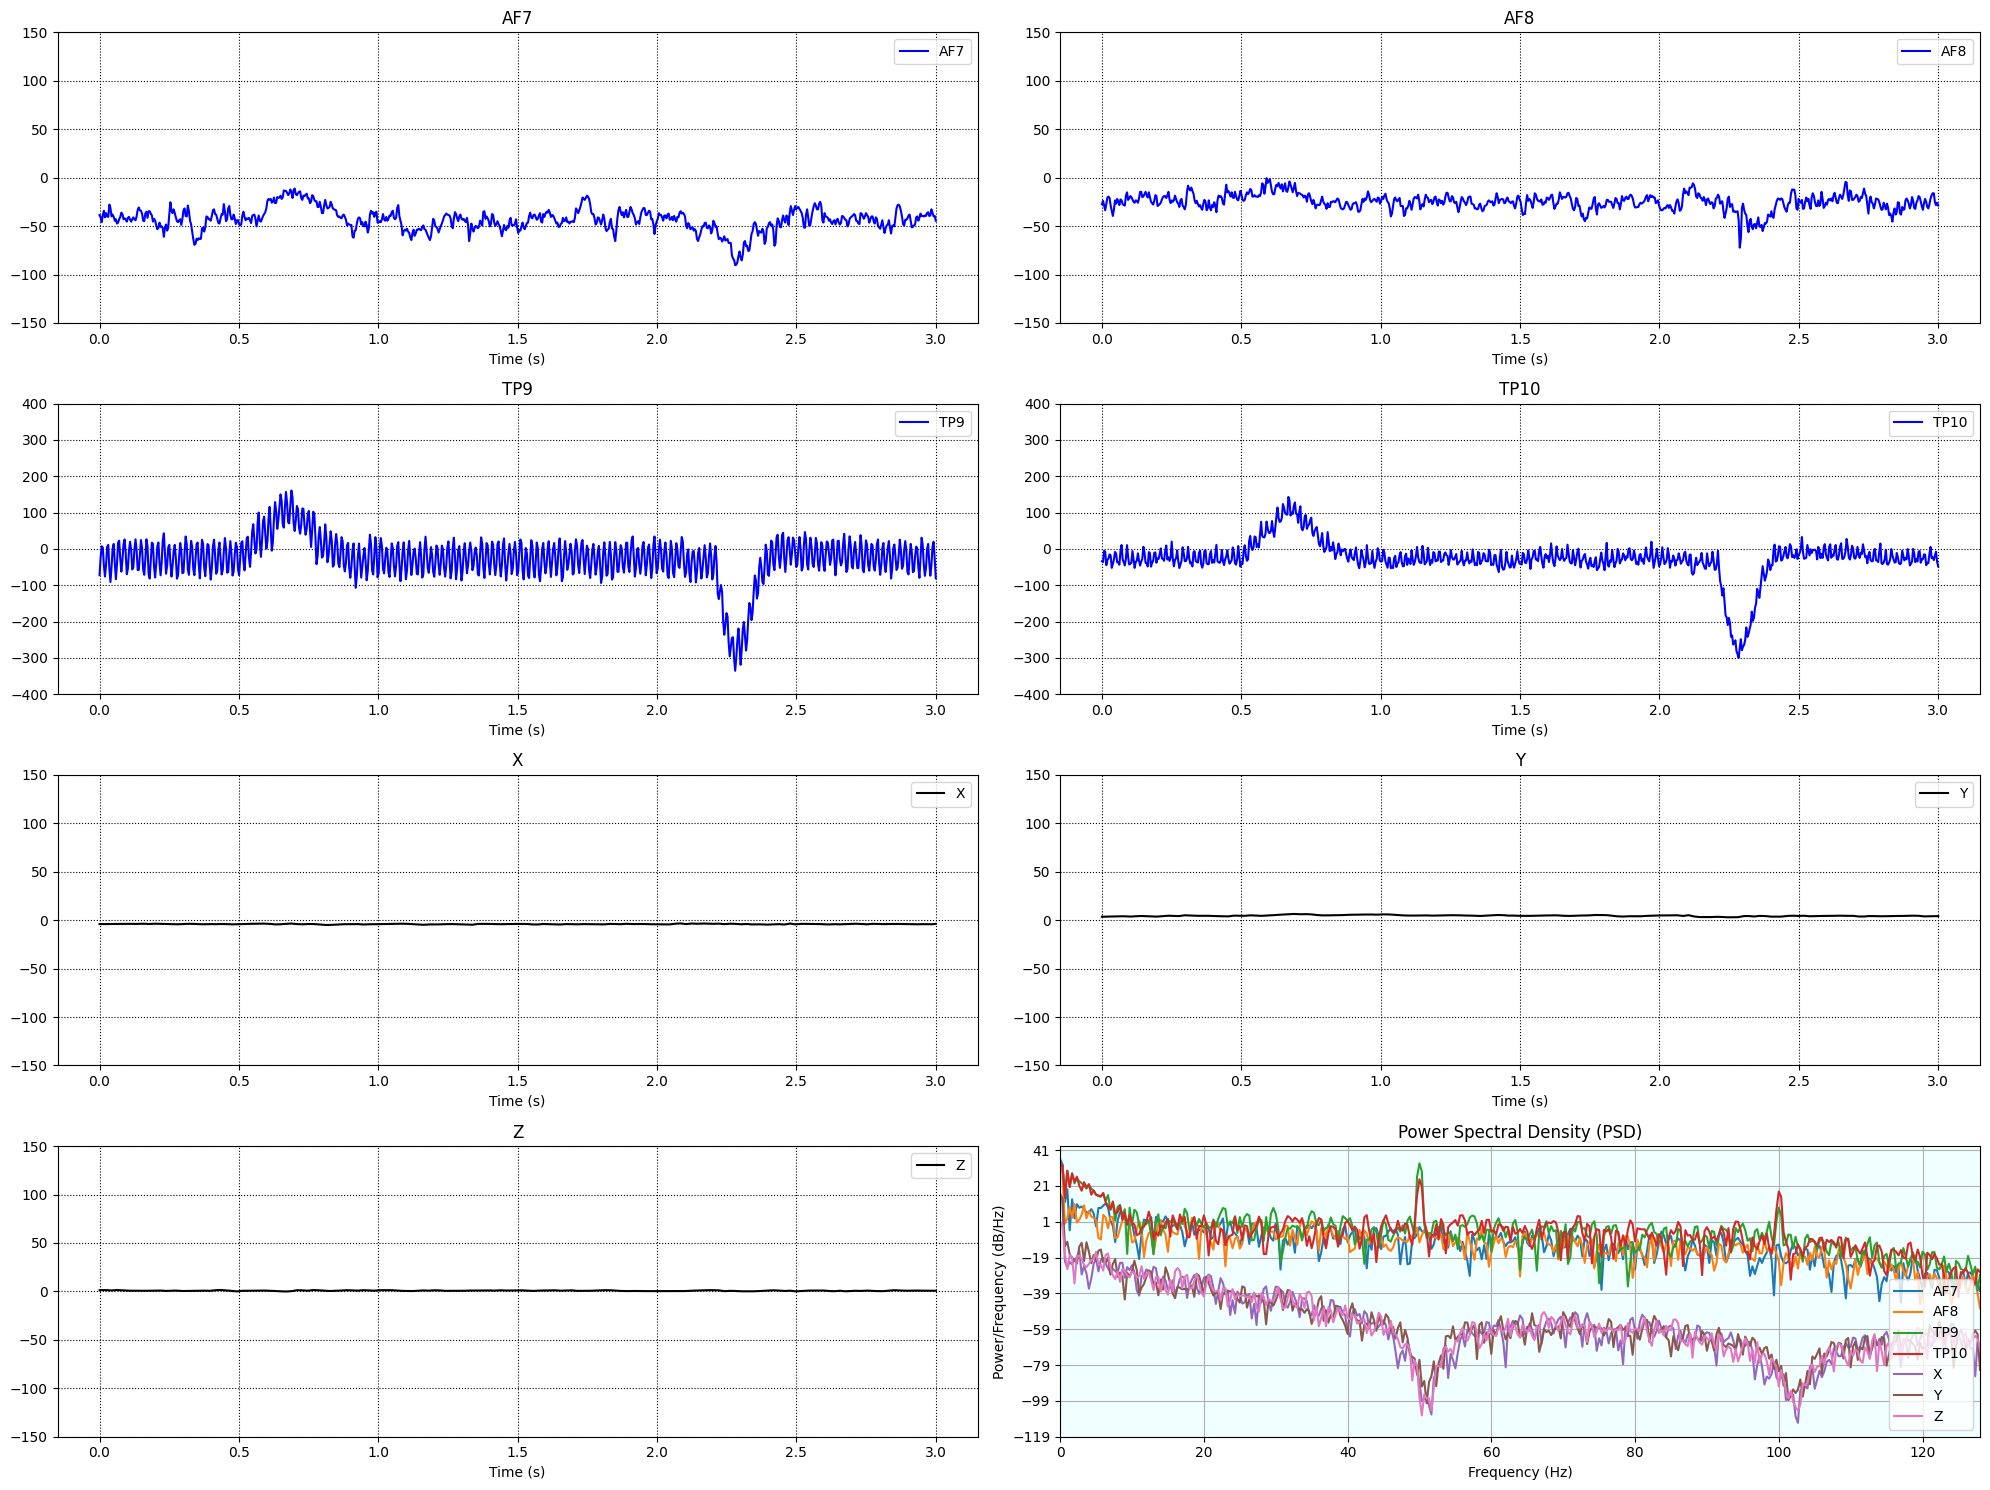 AF7
150
100
50
0
−50
−100
−150
0.0 0.5 1.0 1.5 2.0 2.5 3.0
Time (s)
AF7
AF8
150
100
50
0
−50
−100
−150
0.0 0.5 1.0 1.5 2.0 2.5 3.0
Time (s)
AF8
TP9
400
300
200
100
0
−100
−200
−300
−400
0.0 0.5 1.0 1.5 2.0 2.5 3.0
Time (s)
TP9
TP10
400
300
200
100
0
−100
−200
−300
−400
0.0 0.5 1.0 1.5 2.0 2.5 3.0
Time (s)
TP10
X
150
100
50
0
−50
−100
−150
0.0 0.5 1.0 1.5 2.0 2.5 3.0
Time (s)
X
Y
150
100
50
0
−50
−100
−150
0.0 0.5 1.0 1.5 2.0 2.5 3.0
Time (s)
Y
Z
150
100
50
0
−50
−100
−150
0.0 0.5 1.0 1.5 2.0 2.5 3.0
Time (s)
Z
Power Spectral Density (PSD)
Power/Frequency (dB/Hz)
41
21
1
−19
−39
−59
−79
−99
−119
0 20 40 60 80 100 120
Frequency (Hz)
AF7
AF8
TP9
TP10
X
Y
Z